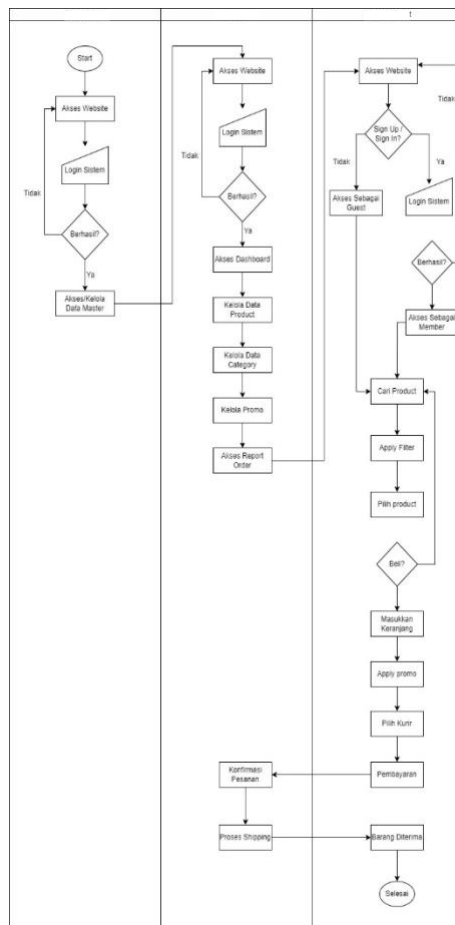 t
Start
Akses Website
Login Sistem
Tidak
Berhasil?
Ya
Akses/Kelola
Data Master
Akses Website
Login Sistem
Tidak
Berhasil?
Ya
Akses Dashboard
Kelola Data
Product
Kelola Data
Category
Kelola Promo
Akses Report
Order
Konfirmasi
Pesanan
Proses Shipping
Akses Website
Tidak
Sign Up /
Sign In?
Tidak
Ya
Akses Sebagai
Guest
Login Sistem
Berhasil?
Akses Sebagai
Member
Cari Product
Apply Filter
Pilih product
Beli?
Masukkan
Keranjang
Apply promo
Pilih Kurir
Pembayaran
Barang Diterima
Selesai